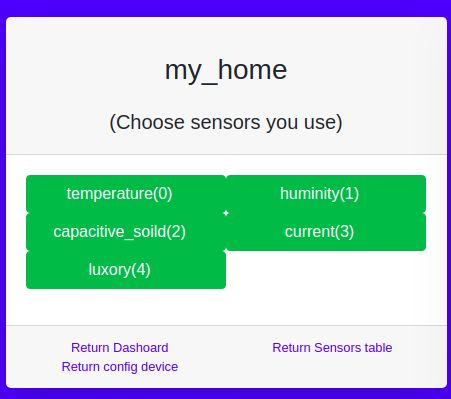 my_home
(Choose sensors you use)
temperature(0)
huminity(1)
capacitive_soild(2)
current(3)
luxory(4)
Return Dashoard
Return Sensors table
Return config device